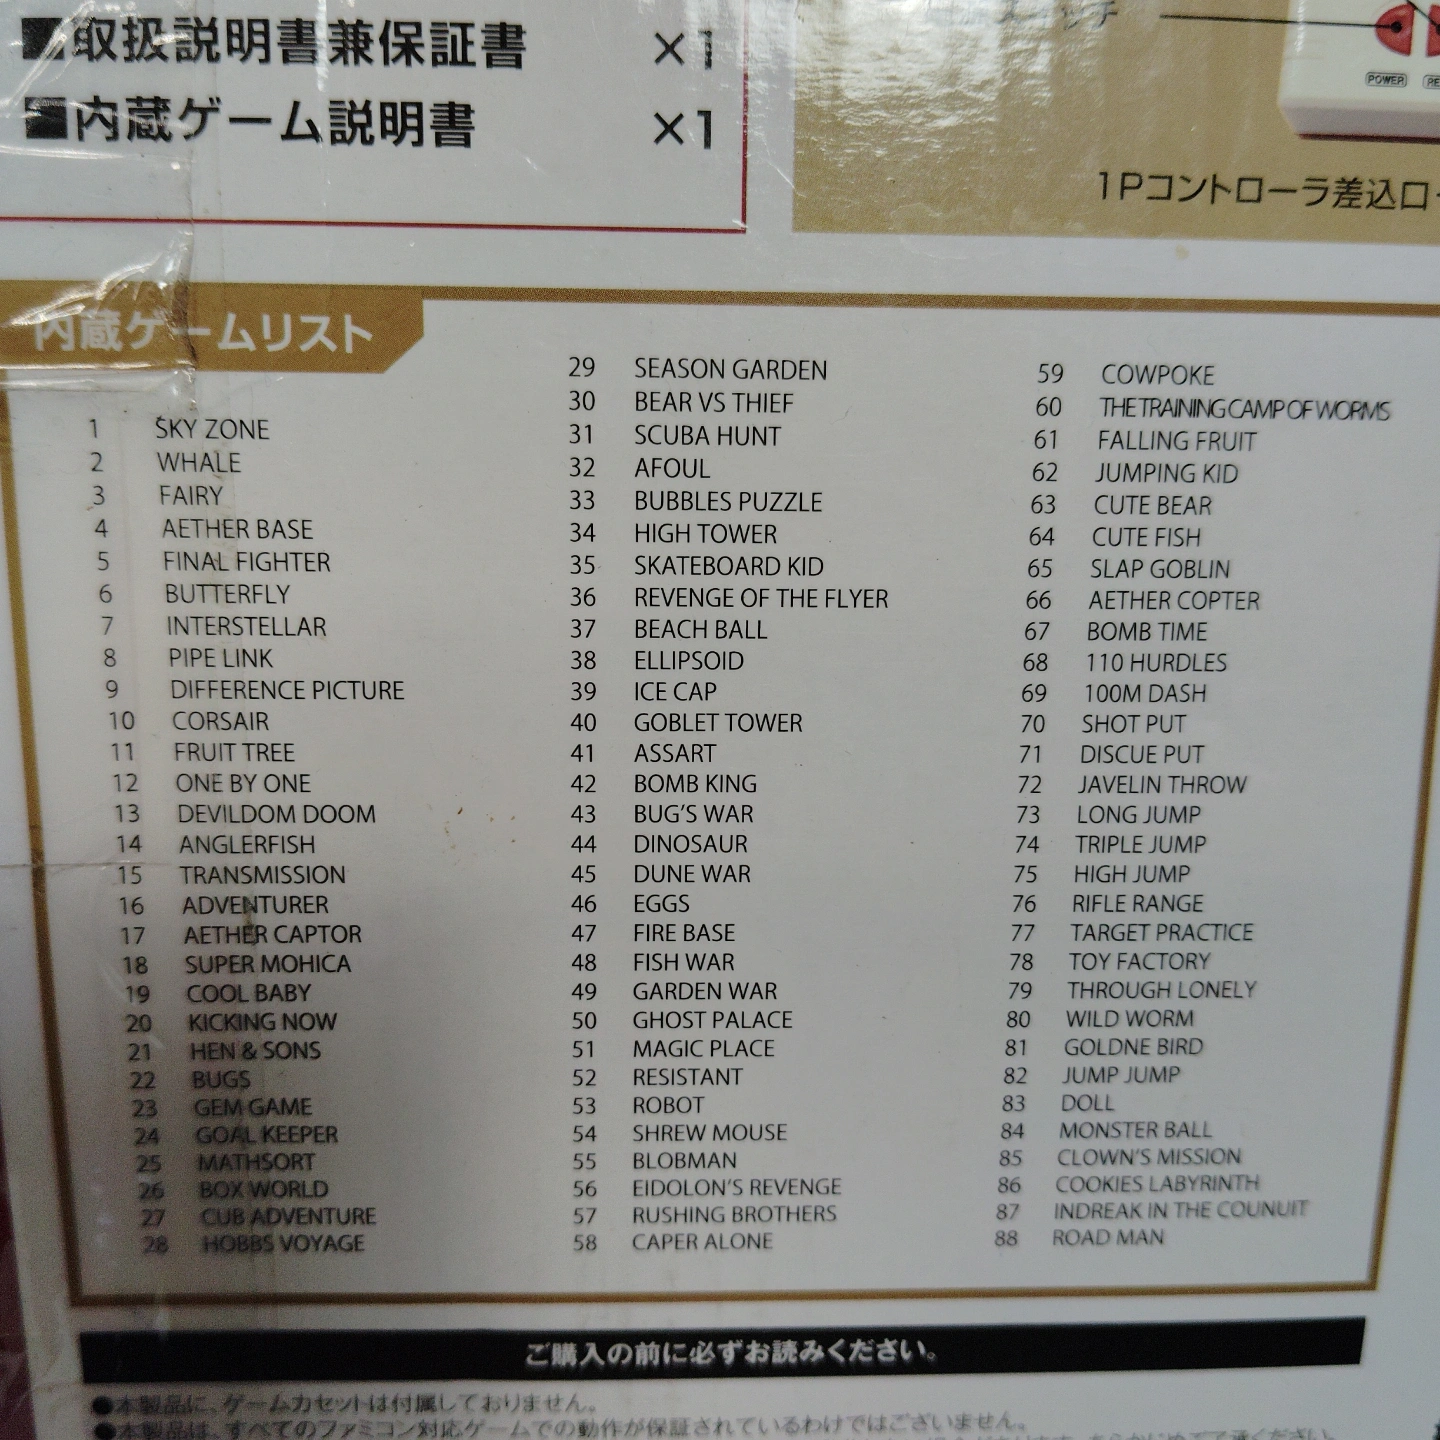 ■取扱説明書兼保証書 ×1
■内蔵ゲーム説明書 ×1
POWER
1Pコントローラ差込口
内蔵ゲームリスト
1 SKY ZONE
2 WHALE
3 FAIRY
4 AETHER BASE
5 FINAL FIGHTER
6 BUTTERFLY
7 INTERSTELLAR
8 PIPE LINK
9 DIFFERENCE PICTURE
10 CORSAIR
11 FRUIT TREE
12 ONE BY ONE
13 DEVILDOM DOOM
14 ANGLERFISH
15 TRANSMISSION
16 ADVENTURER
17 AETHER CAPTOR
18 SUPER MOHICA
19 COOL BABY
20 KICKING NOW
21 HEN & SONS
22 BUGS
23 GEM GAME
24 GOAL KEEPER
25 MATHSORT
26 BOX WORLD
27 CUB ADVENTURE
28 HOBBS VOYAGE
29 SEASON GARDEN
30 BEAR VS THIEF
31 SCUBA HUNT
32 AFOUL
33 BUBBLES PUZZLE
34 HIGH TOWER
35 SKATEBOARD KID
36 REVENGE OF THE FLYER
37 BEACH BALL
38 ELLIPSOID
39 ICE CAP
40 GOBLET TOWER
41 ASSART
42 BOMB KING
43 BUG'S WAR
44 DINOSAUR
45 DUNE WAR
46 EGGS
47 FIRE BASE
48 FISH WAR
49 GARDEN WAR
50 GHOST PALACE
51 MAGIC PLACE
52 RESISTANT
53 ROBOT
54 SHREW MOUSE
55 BLOBMAN
56 EIDOLON'S REVENGE
57 RUSHING BROTHERS
58 CAPER ALONE
59 COWPOKE
60 THE TRAINING CAMP OF WORMS
61 FALLING FRUIT
62 JUMPING KID
63 CUTE BEAR
64 CUTE FISH
65 SLAP GOBLIN
66 AETHER COPTER
67 BOMB TIME
68 110 HURDLES
69 100M DASH
70 SHOT PUT
71 DISCUE PUT
72 JAVELIN THROW
73 LONG JUMP
74 TRIPLE JUMP
75 HIGH JUMP
76 RIFLE RANGE
77 TARGET PRACTICE
78 TOY FACTORY
79 THROUGH LONELY
80 WILD WORM
81 GOLDNE BIRD
82 JUMP JUMP
83 DOLL
84 MONSTER BALL
85 CLOWN'S MISSION
86 COOKIES LABYRINTH
87 INDREAK IN THE COUNUIT
88 ROAD MAN
ご購入の前に必ずお読みください。
●本製品に、ゲームカセットは付属しておりません。
●本製品は、すべてのファミコン対応ゲームでの動作が保証されているわけではございません。